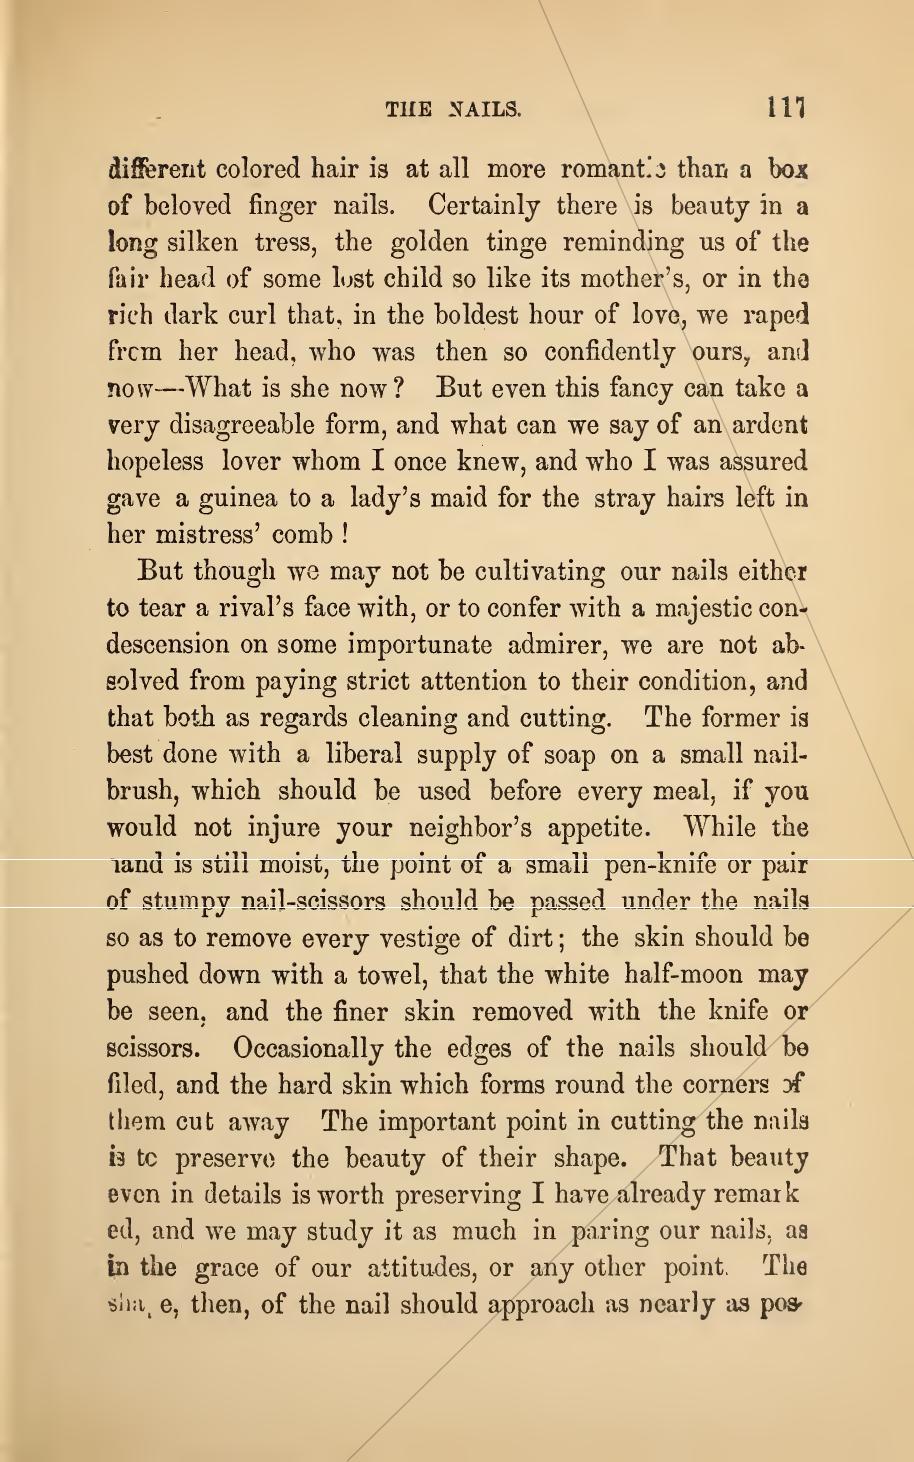 THE NAILS. 117
different colored hair is at all more romantic than a box
of beloved finger nails. Certainly there is beauty in a
long silken tress, the golden tinge reminding us of the
fair head of some lost child so like its mother's, or in the
rich dark curl that, in the boldest hour of love, we raped
from her head, who was then so confidently ours, and
now—What is she now? But even this fancy can take a
very disagreeable form, and what can we say of an ardent
hopeless lover whom I once knew, and who I was assured
gave a guinea to a lady's maid for the stray hairs left in
her mistress' comb!
But though we may not be cultivating our nails either
to tear a rival's face with, or to confer with a majestic con-
descension on some importunate admirer, we are not ab-
solved from paying strict attention to their condition, and
that both as regards cleaning and cutting. The former is
best done with a liberal supply of soap on a small nail-
brush, which should be used before every meal, if you
would not injure your neighbor's appetite. While the
hand is still moist, the point of a small pen-knife or pair
of stumpy nail-scissors should be passed under the nails
so as to remove every vestige of dirt; the skin should be
pushed down with a towel, that the white half-moon may
be seen, and the finer skin removed with the knife or
scissors. Occasionally the edges of the nails should be
filed, and the hard skin which forms round the corners of
them cut away The important point in cutting the nails
is to preserve the beauty of their shape. That beauty
even in details is worth preserving I have already remark
ed, and we may study it as much in paring our nails, as
in the grace of our attitudes, or any other point. The
shape, then, of the nail should approach as nearly as pos-